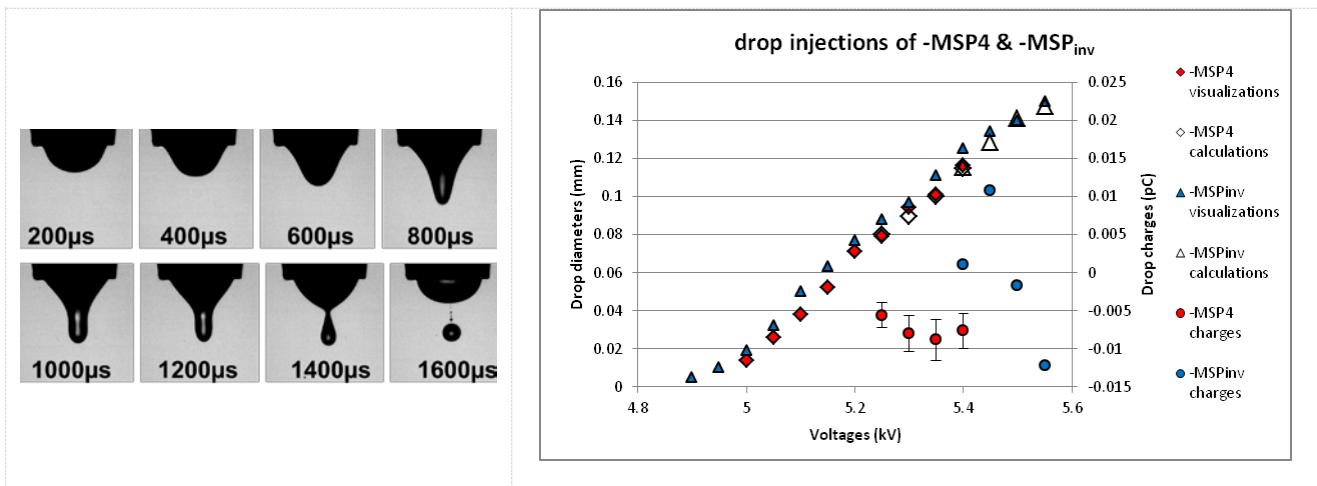 200µs
400µs
600µs
800µs
1000µs
1200µs
1400µs
1600µs
drop injections of -MSP4 & -MSPinv
Drop diameters (mm)
0.16
0.14
0.12
0.1
0.08
0.06
0.04
0.02
0
4.8
5
5.2
5.4
5.6
Voltages (kV)
0.025
0.02
0.015
0.01
0.005
0
-0.005
-0.01
-0.015
Drop charges (pC)
-MSP4
visualizations
-MSP4
calculations
-MSPinv
visualizations
-MSPinv
calculations
-MSP4
charges
-MSPinv
charges